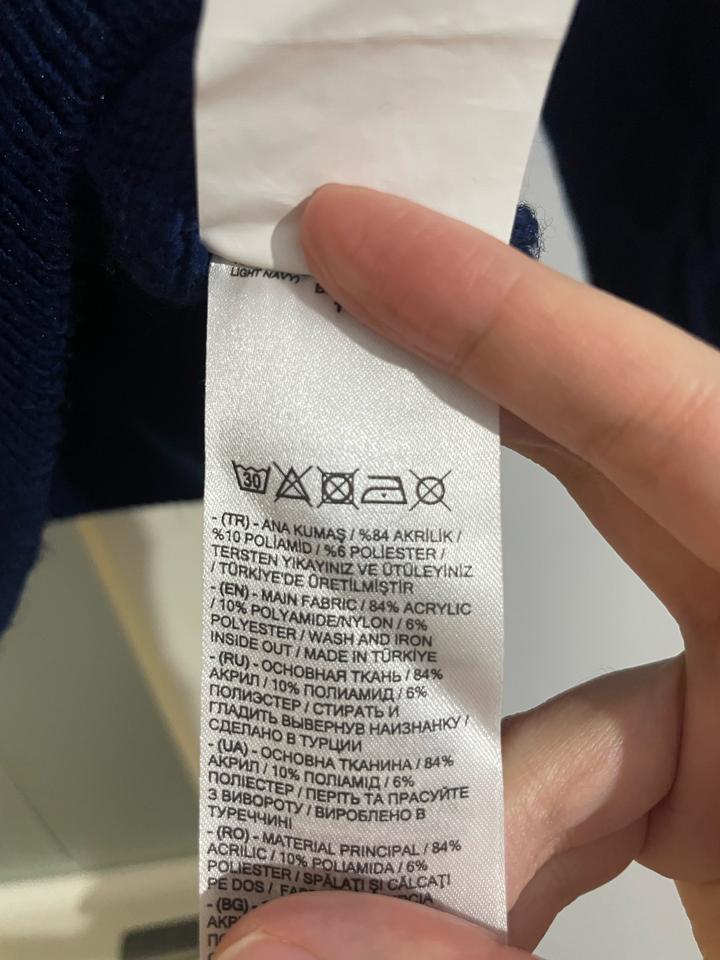 LIGHT NAVY)
30
- (TR) - ANA KUMAŞ / %84 AKRİLİK /
%10 POLİAMİD / %6 POLİESTER /
TERSTEN YIKAYINIZ VE ÜTÜLEYİNİZ
/ TÜRKİYE'DE ÜRETİLMİŞTİR
- (EN) - MAIN FABRIC / 84% ACRYLIC
/ 10% POLYAMIDE/NYLON / 6%
POLYESTER / WASH AND IRON
INSIDE OUT / MADE IN TÜRKİYE
- (RU) - ОСНОВНАЯ ТКАНЬ / 84%
АКРИЛ / 10% ПОЛИАМИД / 6%
ПОЛИЭСТЕР / СТИРАТЬ И
ГЛАДИТЬ ВЫВЕРНУВ НАИЗНАНКУ /
СДЕЛАНО В ТУРЦИИ
- (UA) - ОСНОВНА ТКАНИНА / 84%
АКРИЛ / 10% ПОЛІАМІД / 6%
ПОЛІЕСТЕР / ПЕРІТЬ ТА ПРАСУЙТЕ
З ВИВОРОТУ / ВИРОБЛЕНО В
ТУРЕЧЧИНІ
- (RO) - MATERIAL PRINCIPAL / 84%
ACRILIC / 10% POLIAMIDA / 6%
POLIESTER / SPĂLAȚI ȘI CĂLCAȚI
PE DOS /
- (BG) -